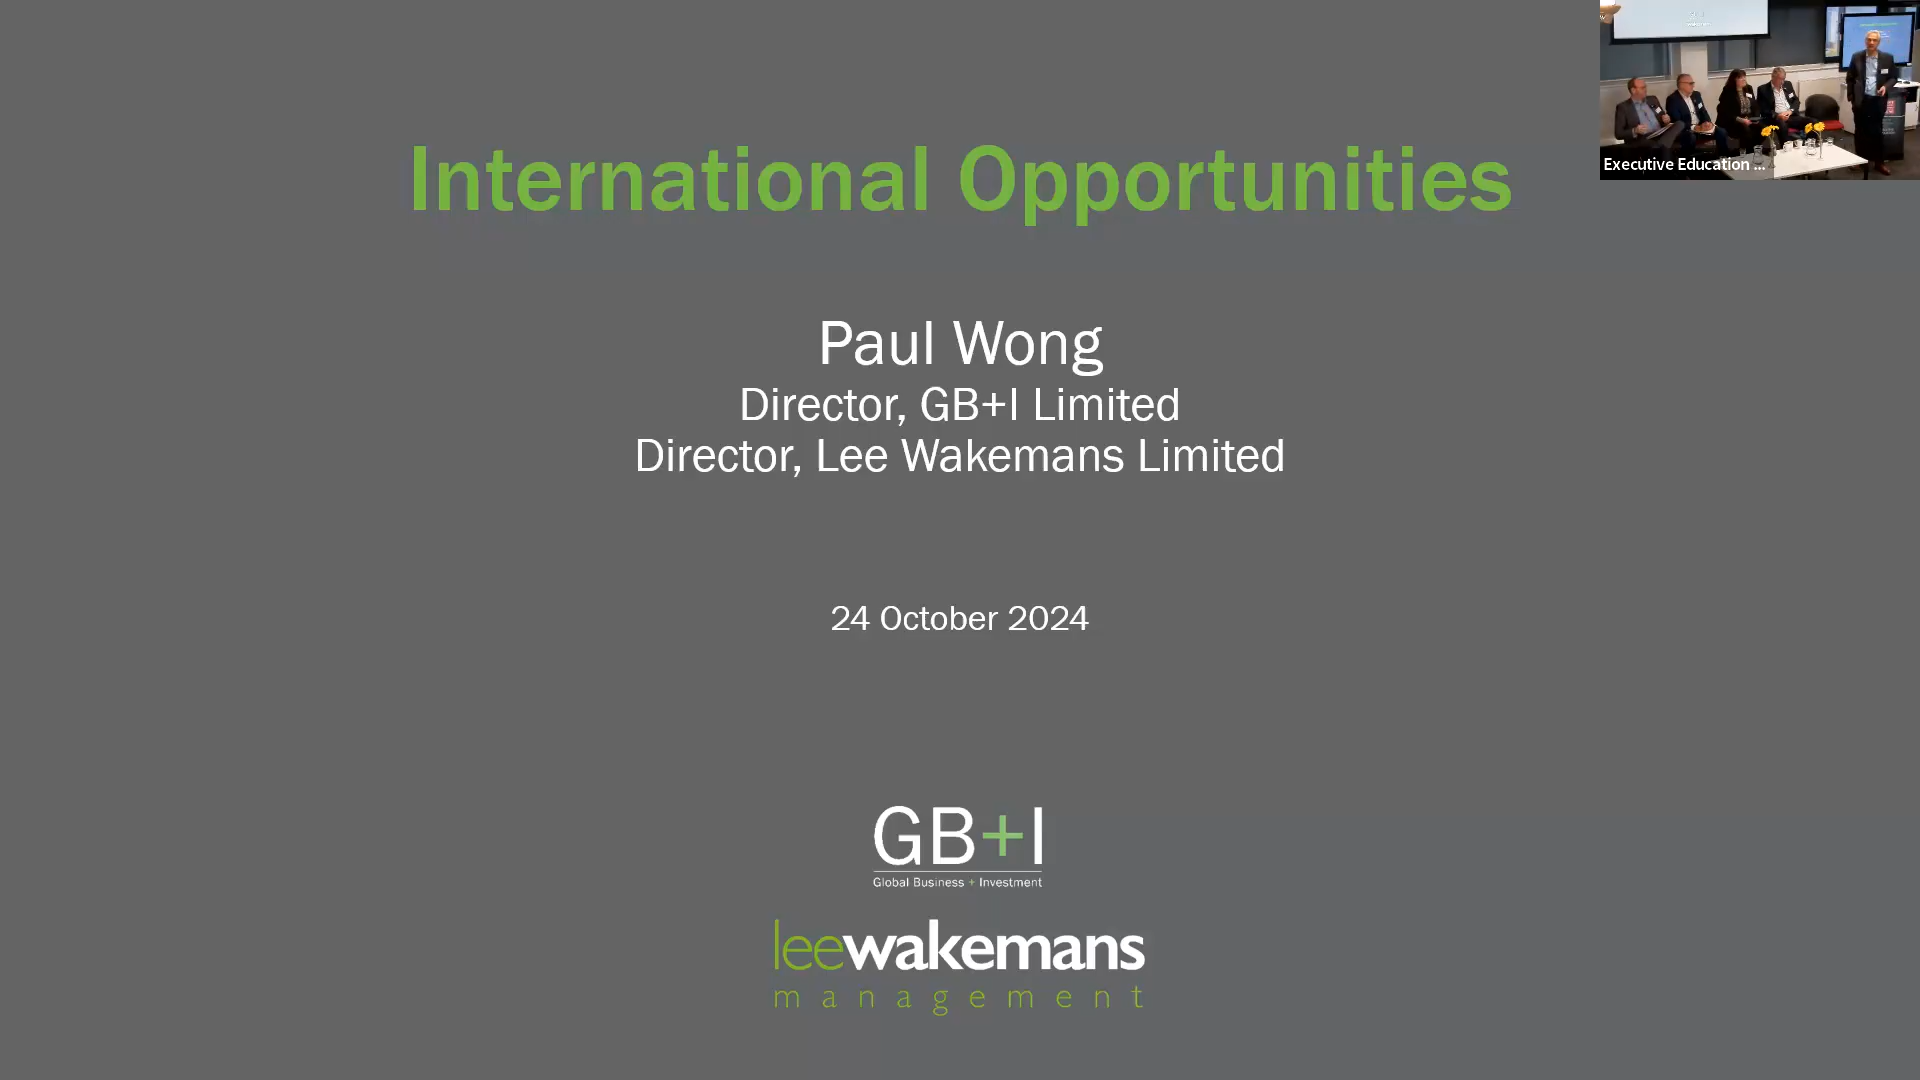 International Opportunities
Executive Education ...
Paul Wong
Director, GB+I Limited
Director, Lee Wakemans Limited
24 October 2024
GB+I
Global Business + Investment
leewakemans
management